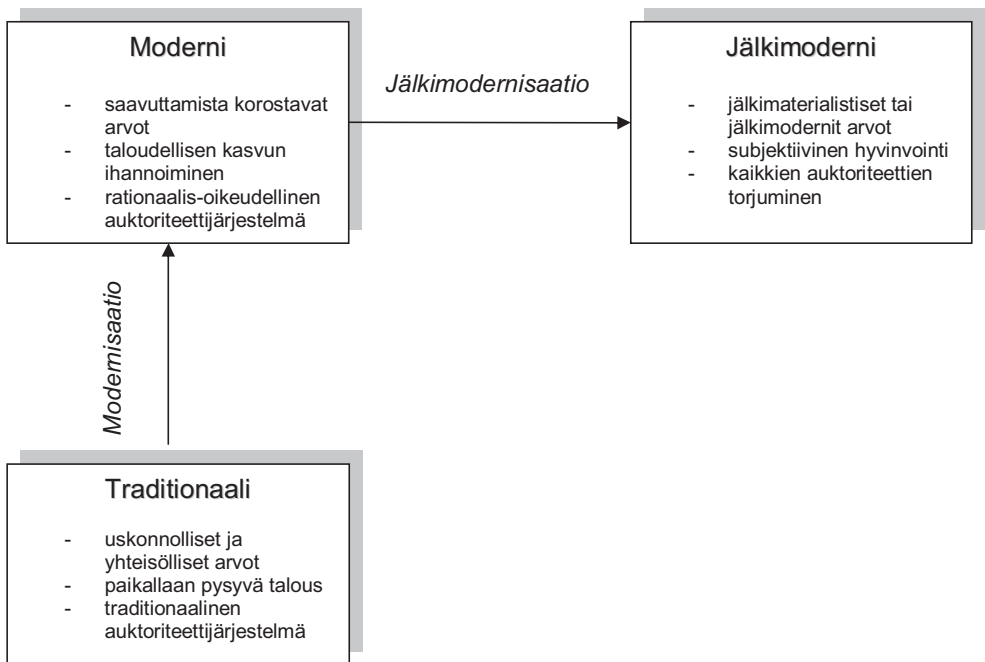 Moderni
- saavuttamista korostavat
arvot
- taloudellisen kasvun
ihannoiminen
- rationaalis-oikeudellinen
auktoriteettijärjestelmä
Jälkimodernisaatio
Jälkimoderni
- jälkimaterialistiset tai
jälkimodernit arvot
- subjektiivinen hyvinvointi
- kaikkien auktoriteettien
torjuminen
Modernisaatio
Traditionaali
- uskonnolliset ja
yhteisölliset arvot
- paikallaan pysyvä talous
- traditionaalinen
auktoriteettijärjestelmä